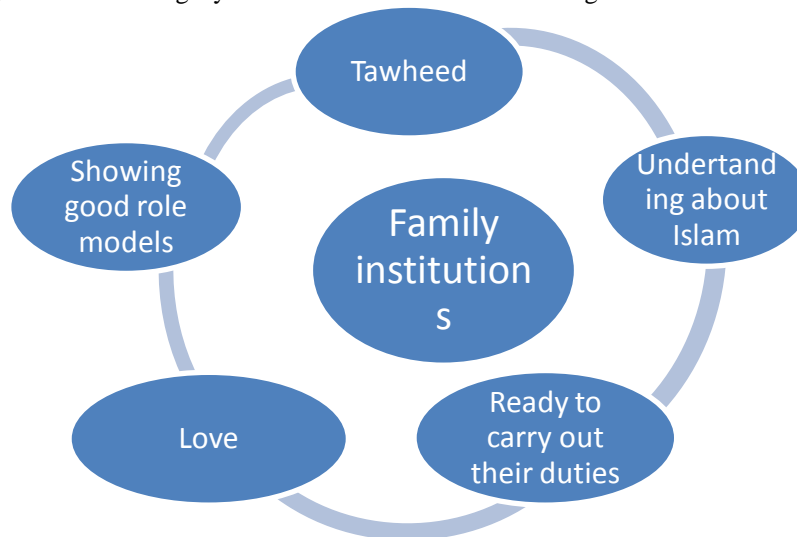 Tawheed
Undertand
ing about
Islam
Ready to
carry out
their duties
Love
Showing
good role
models
Family
institution
s